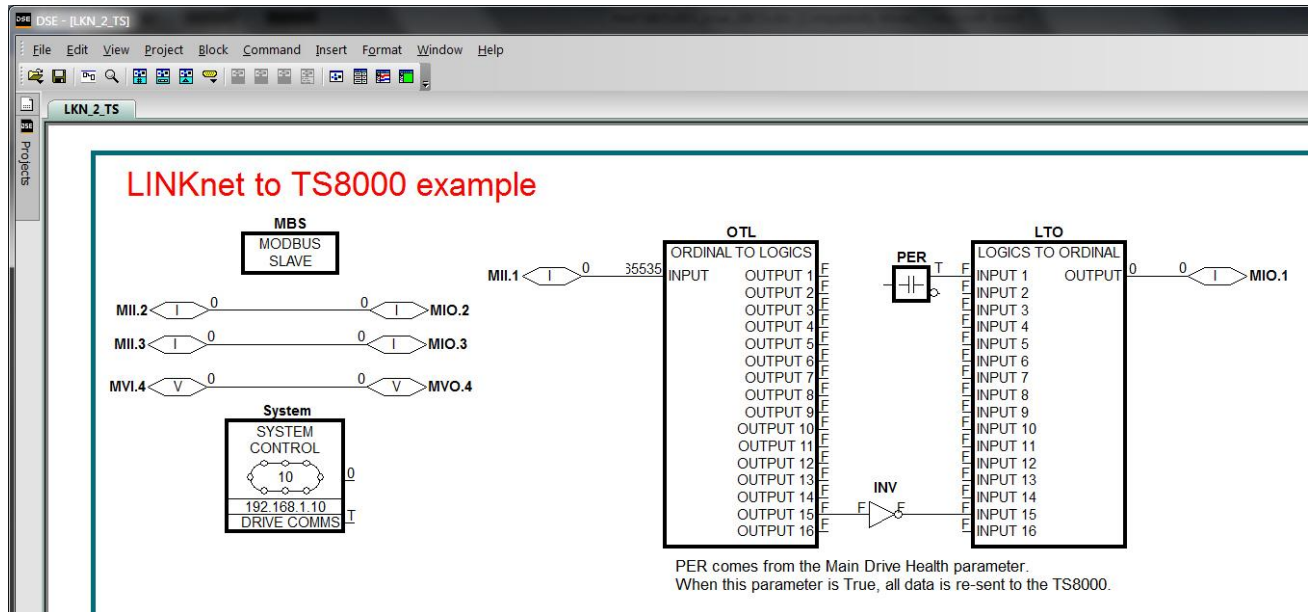 DSE - [LKN_2_TS]
File Edit View Project Block Command Insert Format Window Help
LKN_2_TS
Projects
LINKnet to TS8000 example
MBS
MODBUS
SLAVE
MII.2 I 0 0 I MIO.2
MII.3 I 0 0 I MIO.3
MVI.4 V 0 0 V MVO.4
System
SYSTEM
CONTROL
10
0
192.168.1.10
DRIVE COMMS T
OTL
ORDINAL TO LOGICS
MII.1 I 0 35535 INPUT OUTPUT 1 F
OUTPUT 2 F
OUTPUT 3 F
OUTPUT 4 F
OUTPUT 5 F
OUTPUT 6 F
OUTPUT 7 F
OUTPUT 8 F
OUTPUT 9 F
OUTPUT 10 F
OUTPUT 11 F
OUTPUT 12 F
OUTPUT 13 F
OUTPUT 14 F
OUTPUT 15 F
OUTPUT 16 F
INV
F F
PER
T
LTO
LOGICS TO ORDINAL
F INPUT 1 OUTPUT 0 0 I MIO.1
F INPUT 2
F INPUT 3
F INPUT 4
F INPUT 5
F INPUT 6
F INPUT 7
F INPUT 8
F INPUT 9
F INPUT 10
F INPUT 11
F INPUT 12
F INPUT 13
F INPUT 14
F INPUT 15
F INPUT 16
PER comes from the Main Drive Health parameter.
When this parameter is True, all data is re-sent to the TS8000.